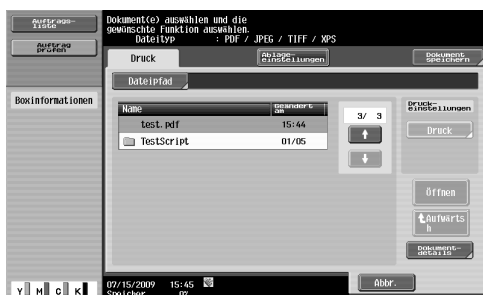 Auftrags-
liste
Dokument(e) auswählen und die
gewünschte Funktion auswählen.
Dateityp : PDF / JPEG / TIFF / XPS
Auftrag
prüfen
Druck
Ablage-
einstellungen
Dokument
speichern
Dateipfad
Boxinformationen
Name
Geändert
am
3/ 3
Druck-
einstellungen
test.pdf 15:44
Druck
TestScript 01/05
Öffnen
Aufwärts
h
Dokument-
details
Y M C K
07/15/2009 15:45
Speicher 0%
Abbr.